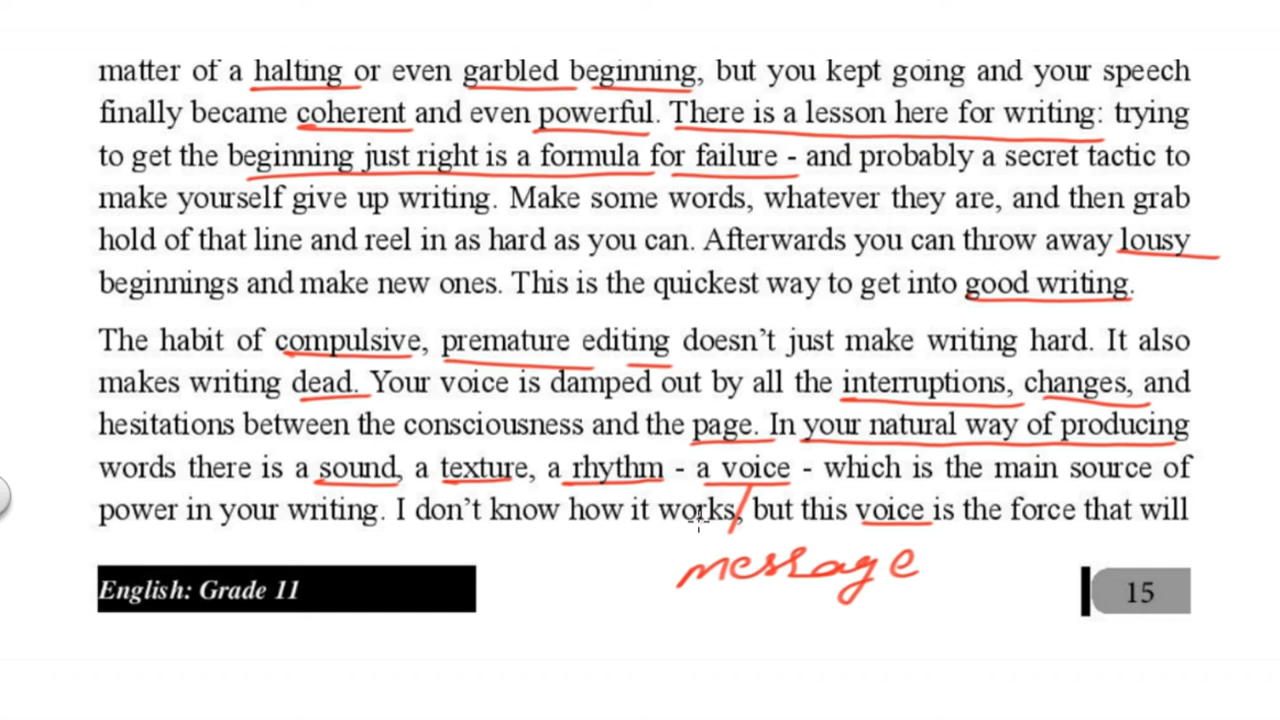 matter of a halting or even garbled beginning, but you kept going and your speech
finally became coherent and even powerful. There is a lesson here for writing: trying
to get the beginning just right is a formula for failure - and probably a secret tactic to
make yourself give up writing. Make some words, whatever they are, and then grab
hold of that line and reel in as hard as you can. Afterwards you can throw away lousy
beginnings and make new ones. This is the quickest way to get into good writing.
The habit of compulsive, premature editing doesn't just make writing hard. It also
makes writing dead. Your voice is damped out by all the interruptions, changes, and
hesitations between the consciousness and the page. In your natural way of producing
words there is a sound, a texture, a rhythm - a voice - which is the main source of
power in your writing. I don't know how it works, but this voice is the force that will
message
English: Grade 11
15